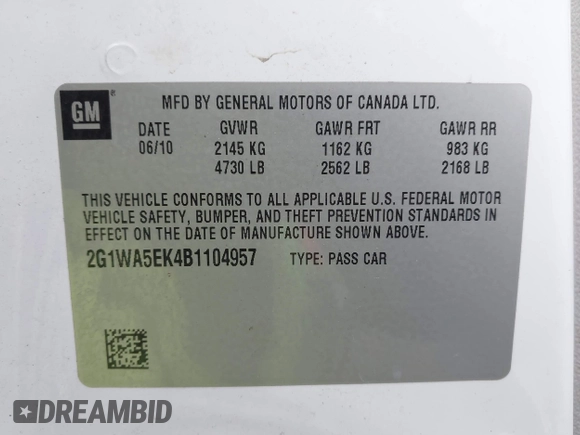 GM
MFD BY GENERAL MOTORS OF CANADA LTD.
DATE GVWR GAWR FRT GAWR RR
06/10 2145 KG 1162 KG 983 KG
4730 LB 2562 LB 2168 LB
THIS VEHICLE CONFORMS TO ALL APPLICABLE U.S. FEDERAL MOTOR
VEHICLE SAFETY, BUMPER, AND THEFT PREVENTION STANDARDS IN
EFFECT ON THE DATE OF MANUFACTURE SHOWN ABOVE.
2G1WA5EK4B1104957 TYPE: PASS CAR
DREAMBID